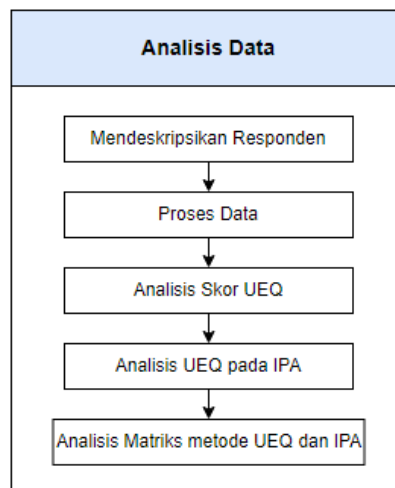 Analisis Data
Mendeskripsikan Responden
Proses Data
Analisis Skor UEQ
Analisis UEQ pada IPA
Analisis Matriks metode UEQ dan IPA